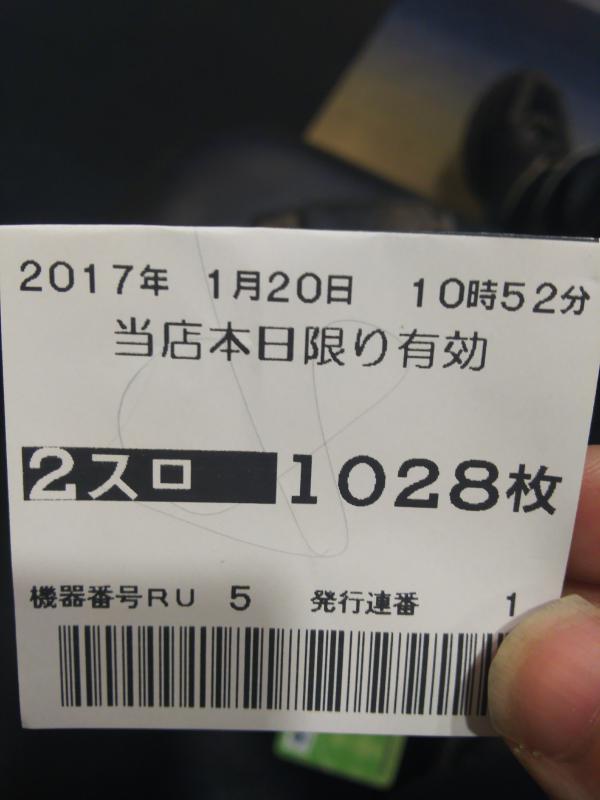 2017年 1月20日 10時52分
当店本日限り有効
2スロ 1028枚
機器番号RU 5 発行連番 1